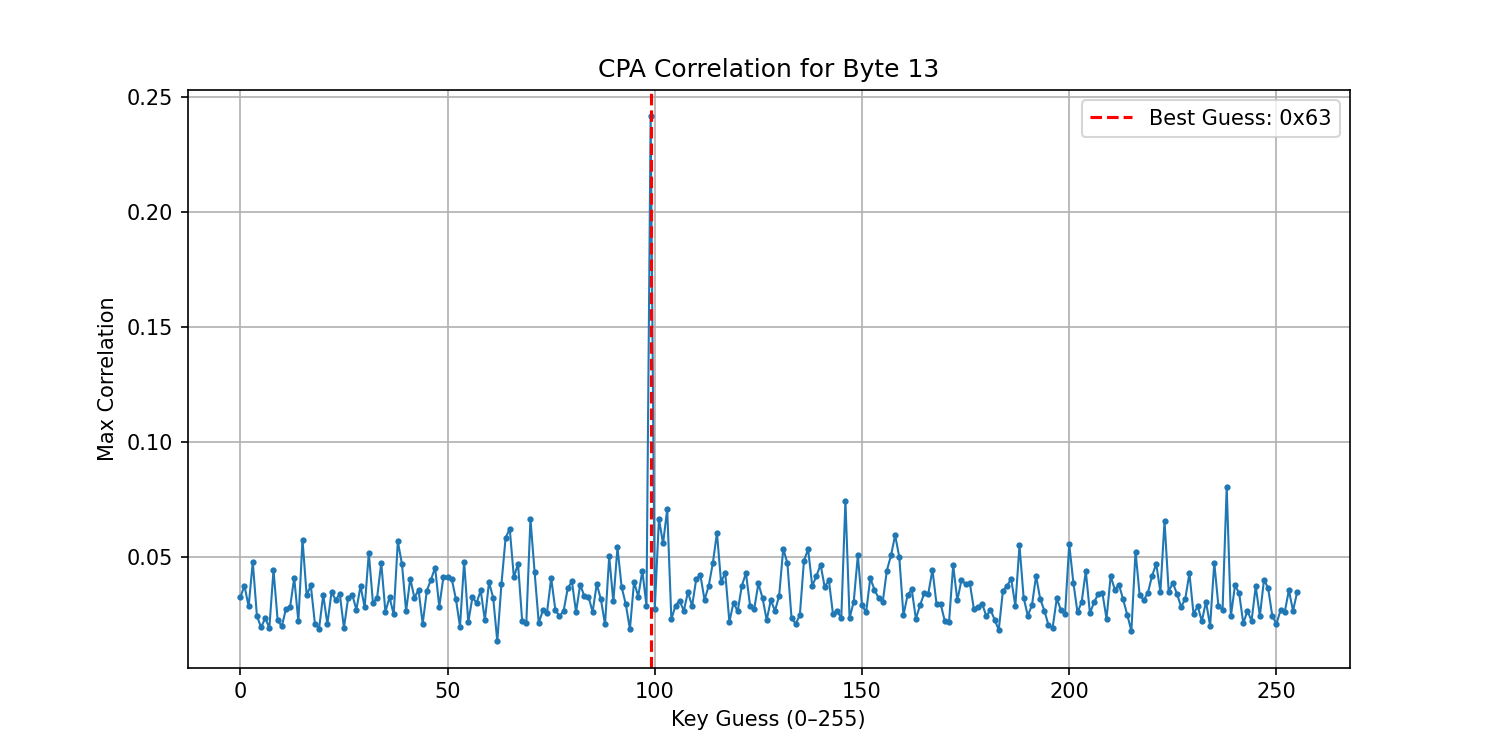 CPA Correlation for Byte 13
Best Guess: 0x63
Max Correlation
0.25
0.20
0.15
0.10
0.05
0 50 100 150 200 250
Key Guess (0–255)